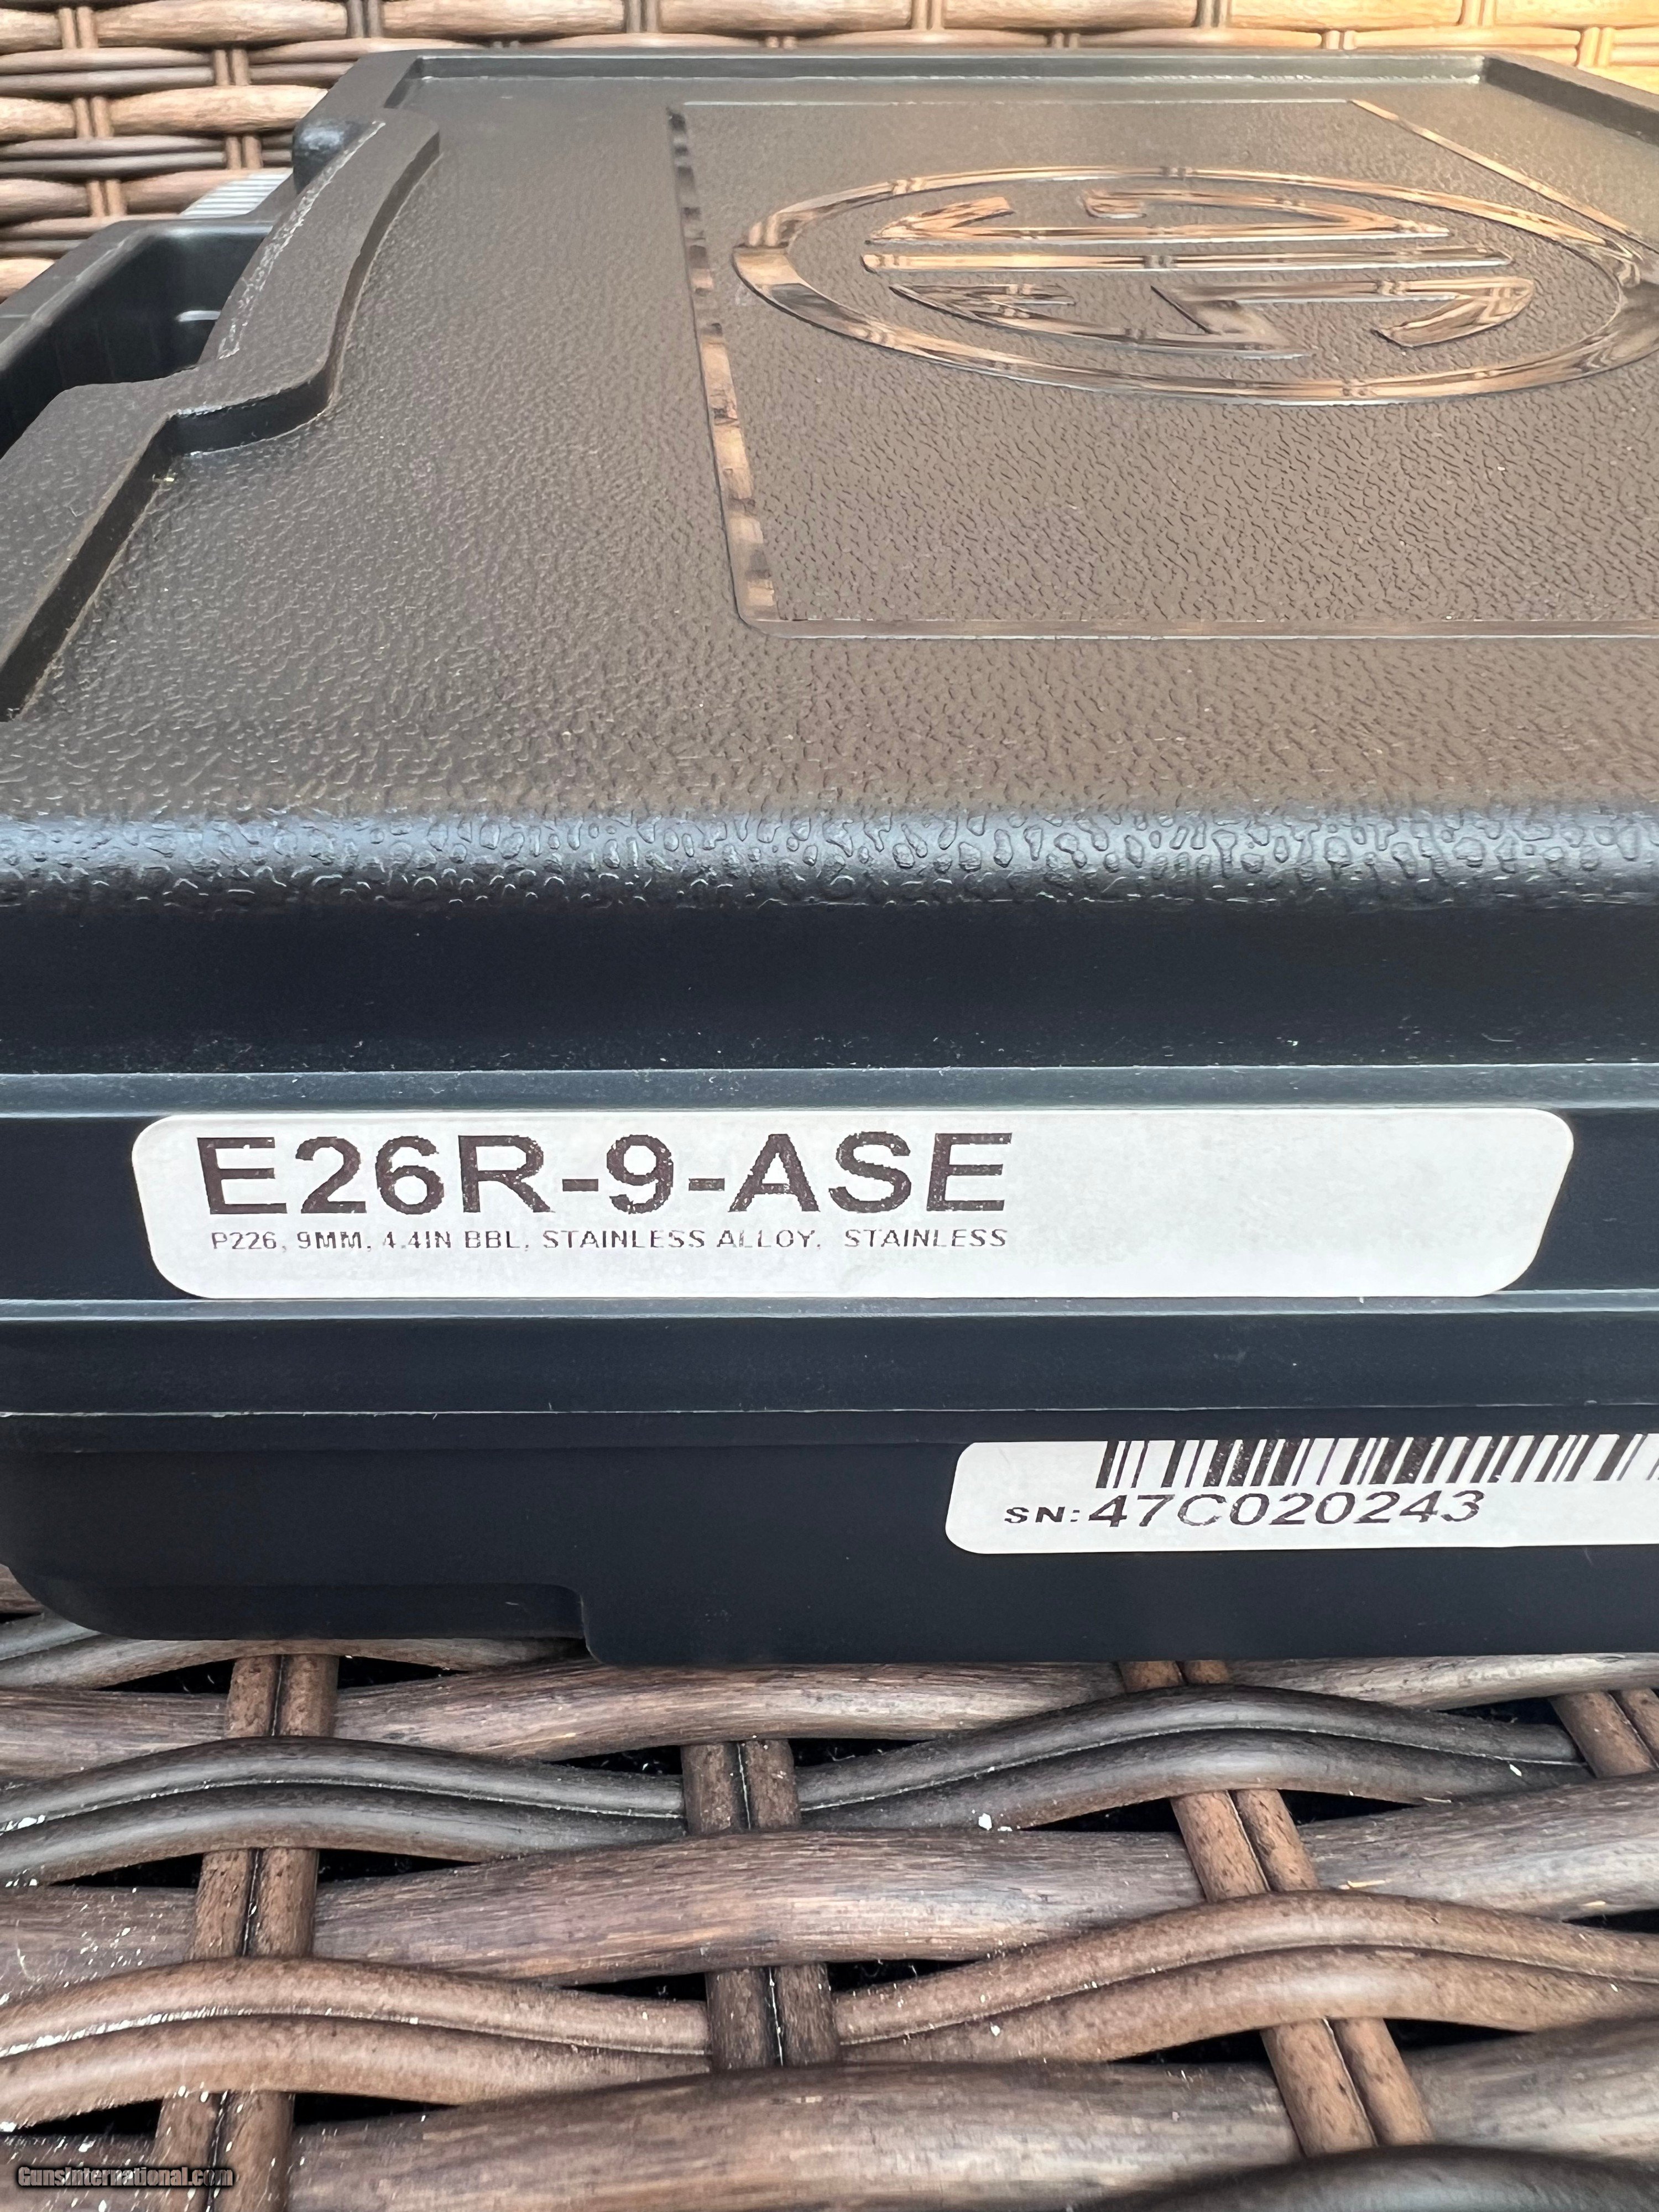 E26R-9-ASE
P226, 9MM, 4.4IN BBL, STAINLESS ALLOY, STAINLESS
SN:47C020243
GunsInternational.com